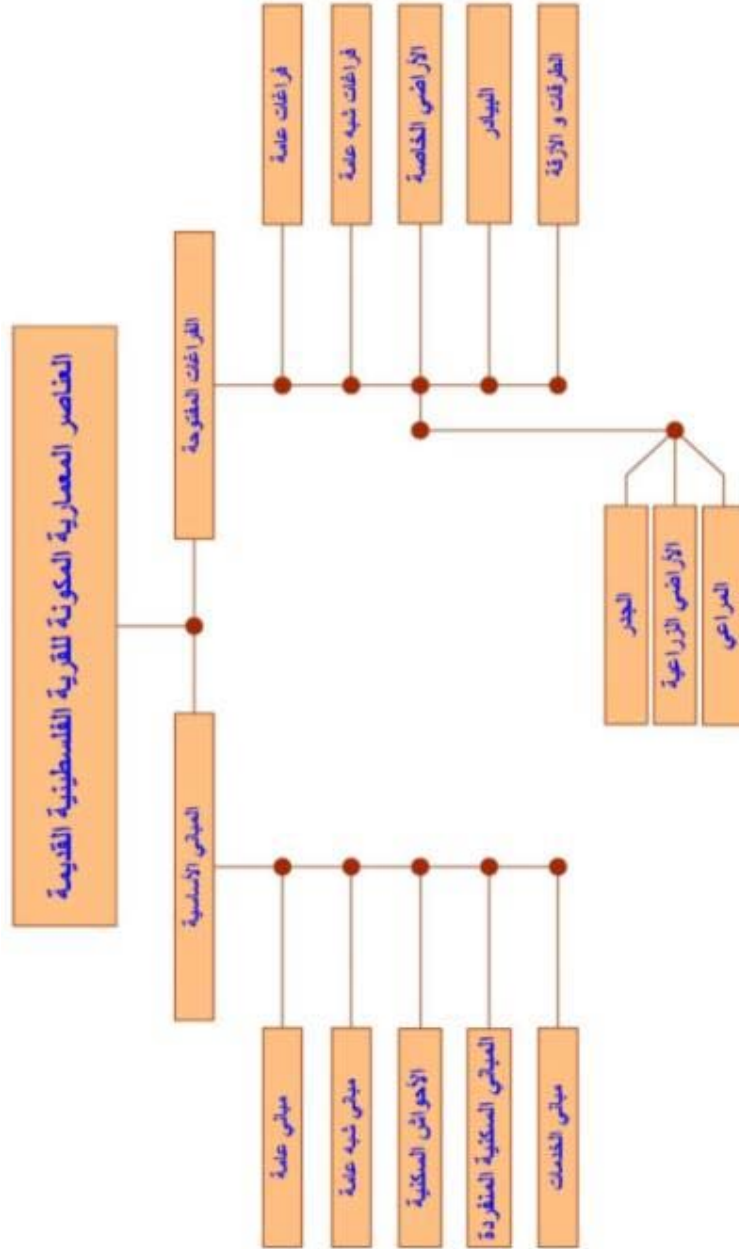 العناصر المعمارية المكونة للقرية الفلسطينية القديمة
الفراغات المفتوحة
فراغات عامة
فراغات شبه عامة
الأراضي الخاصة
البيادر
الطرقات و الأزقة
الجدر
الأراضي الزراعية
المراعي
المباني الأساسية
مباني عامة
مباني شبه عامة
الأحواش السكنية
المباني السكنية المنفردة
مباني الخدمات